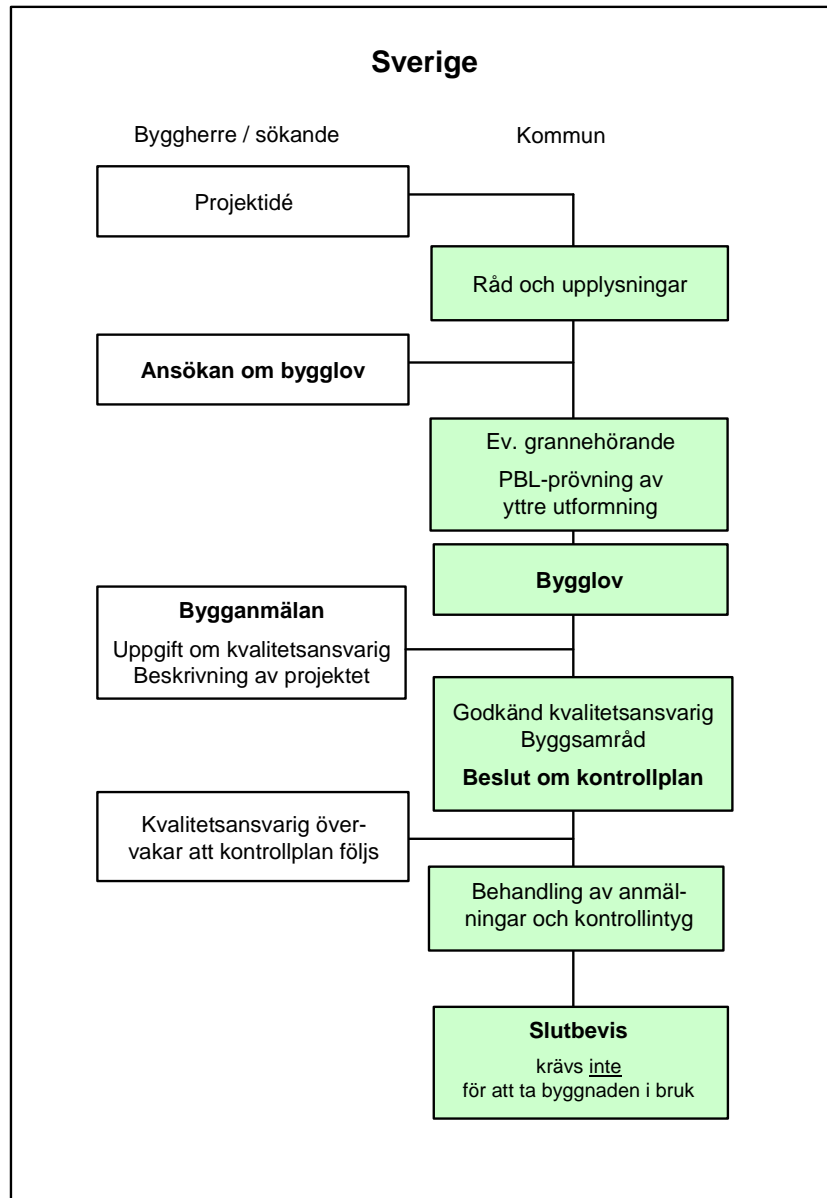 Sverige
Byggherre / sökande
Kommun
Projektidé
Råd och upplysningar
Ansökan om bygglov
Ev. grannehörande
PBL-prövning av
yttre utformning
Bygglov
Bygganmälan
Uppgift om kvalitetsansvarig
Beskrivning av projektet
Godkänd kvalitetsansvarig
Byggsamråd
Beslut om kontrollplan
Kvalitetsansvarig över-
vakar att kontrollplan följs
Behandling av anmäl-
ningar och kontrollintyg
Slutbevis
krävs inte
för att ta byggnaden i bruk